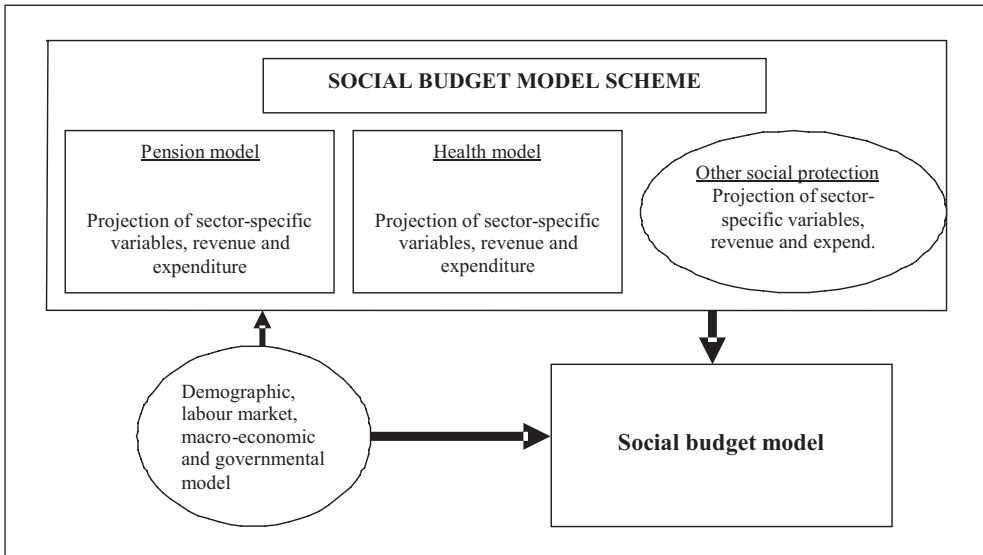 SOCIAL BUDGET MODEL SCHEME
Pension model
Projection of sector-specific
variables, revenue and
expenditure
Health model
Projection of sector-specific
variables, revenue and
expenditure
Other social protection
Projection of sector-
specific variables,
revenue and expend.
Demographic,
labour market,
macro-economic
and governmental
model
Social budget model